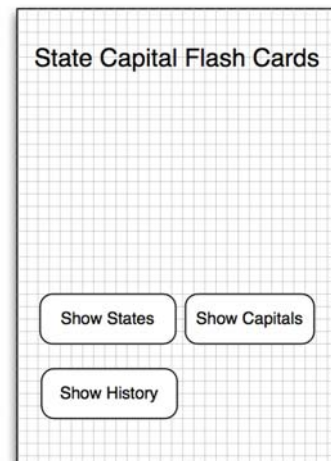 State Capital Flash Cards
Show States
Show Capitals
Show History